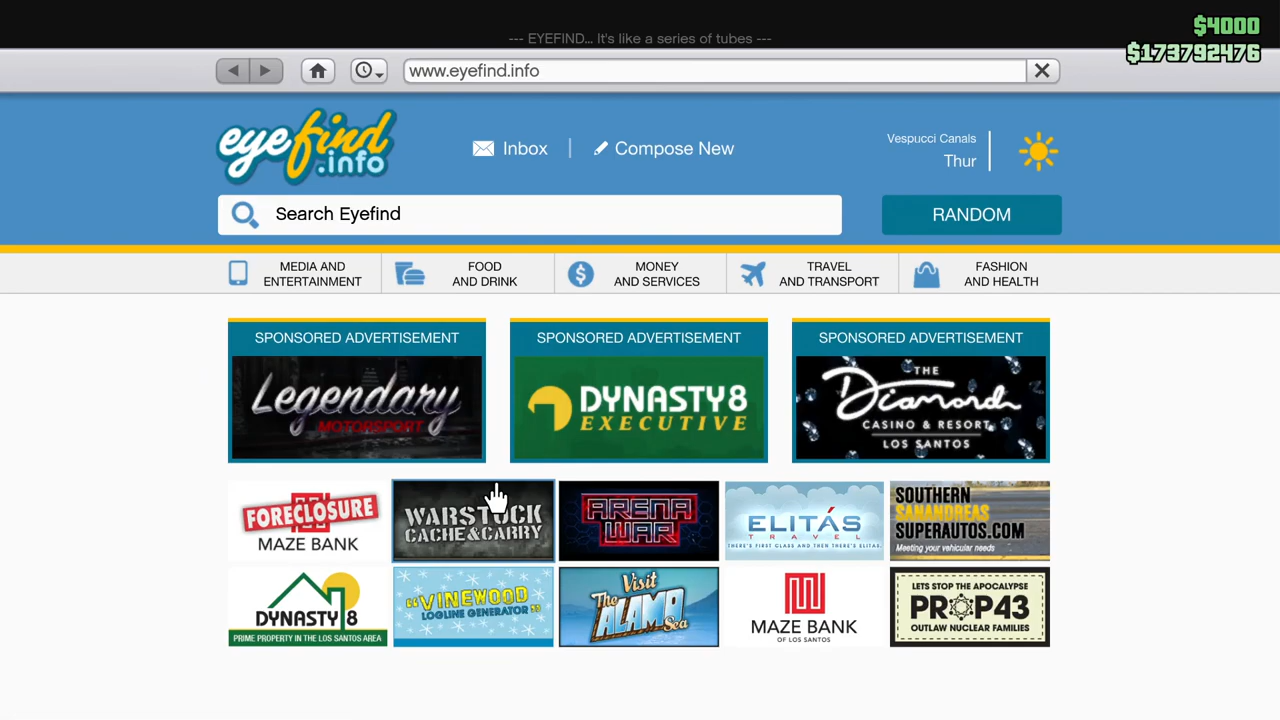 --- EYEFIND... It's like a series of tubes ---
$4000
$173792476
www.eyefind.info
eyefind
.info
Inbox
Compose New
Vespucci Canals
Thur
Search Eyefind
RANDOM
MEDIA AND
ENTERTAINMENT
FOOD
AND DRINK
MONEY
AND SERVICES
TRAVEL
AND TRANSPORT
FASHION
AND HEALTH
SPONSORED ADVERTISEMENT
Legendary
MOTORSPORT
SPONSORED ADVERTISEMENT
DYNASTY8
EXECUTIVE
SPONSORED ADVERTISEMENT
THE
Diamond
CASINO & RESORT
LOS SANTOS
FORECLOSURE
MAZE BANK
WARSTOCK
CACHE&CARRY
ARENA
WAR
ELITÁS
TRAVEL
THERE'S FIRST CLASS AND THEN THERE'S ELITAS.
SOUTHERN
SANANDREAS
SUPERAUTOS.COM
Meeting your vehicular needs
DYNASTY8
PRIME PROPERTY IN THE LOS SANTOS AREA
"VINEWOOD
LOGLINE GENERATOR"
Visit
The
ALAMO
Sea
MAZE BANK
OF LOS SANTOS
LETS STOP THE APOCALYPSE
PROP43
OUTLAW NUCLEAR FAMILIES